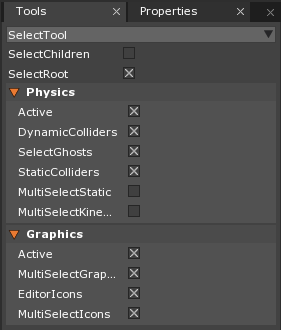 Tools
Properties
SelectTool
SelectChildren
SelectRoot
Physics
Active
DynamicColliders
SelectGhosts
StaticColliders
MultiSelectStatic
MultiSelectKine...
Graphics
Active
MultiSelectGrap...
EditorIcons
MultiSelectIcons